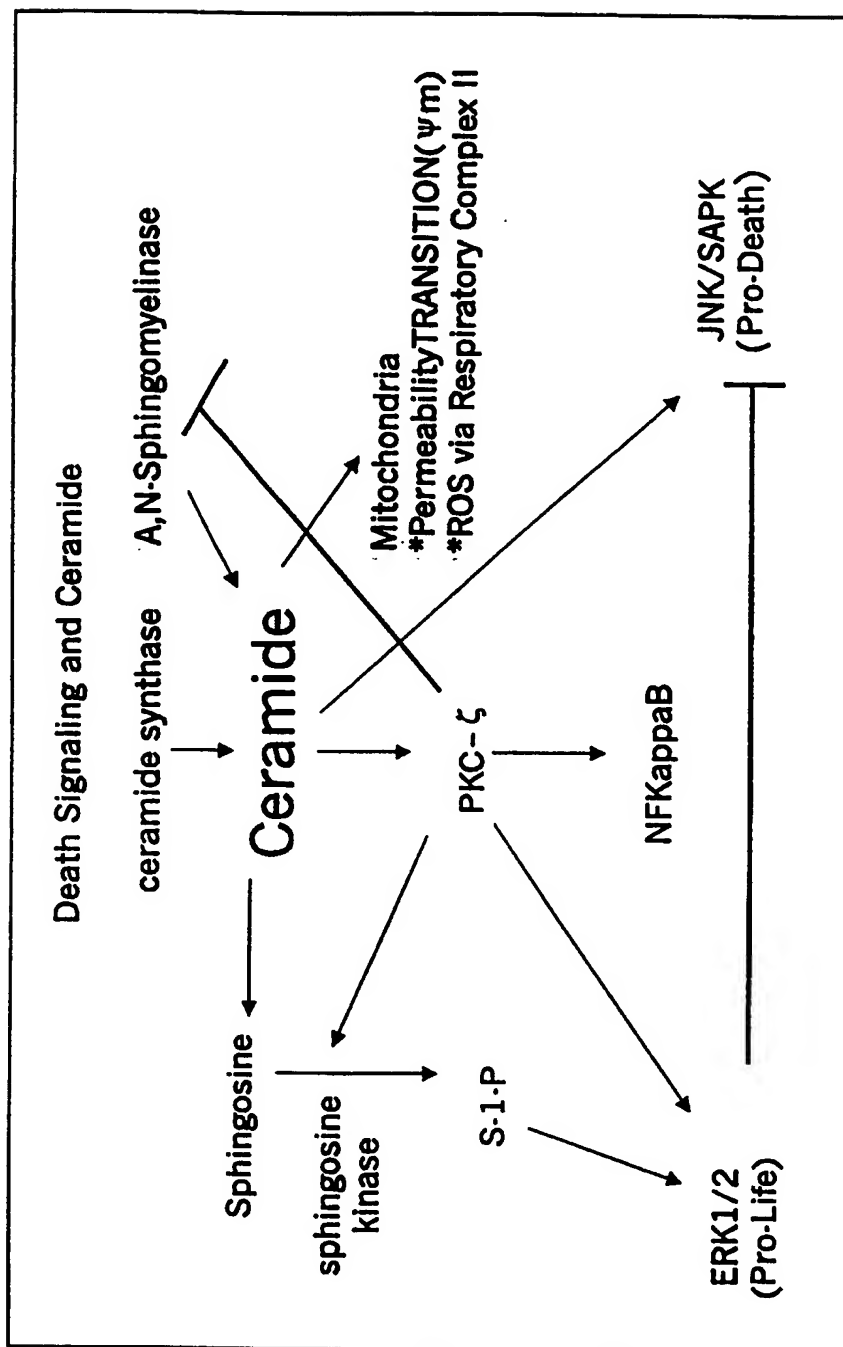 Death Signaling and Ceramide
ceramide synthase
A,N-Sphingomyelinase
Sphingosine
Ceramide
Mitochondria
*PermeabilityTRANSITION(Ψm)
*ROS via Respiratory Complex II
sphingosine
kinase
S-1-P
PKC-ζ
NFKappaB
ERK1/2
(Pro-Life)
JNK/SAPK
(Pro-Death)